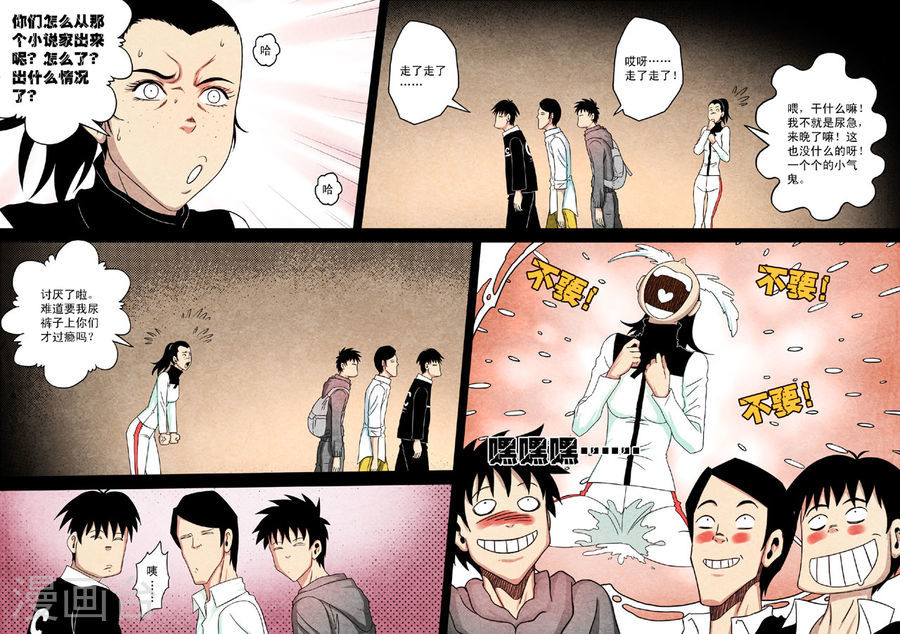 你们怎么从那
个小说家出来
呢?怎么了?
出什么情况
了?
哈
哈
走了走了
……
哎呀……
走了走了!
喂,干什么嘛!
我不就是尿急,
来晚了嘛!这
也没什么的呀!
一个个的小气
鬼。
讨厌了啦。
难道要我尿
裤子上你们
才过瘾吗?
不要!
不要!
不要!
嘿嘿嘿……
咦
……
漫画